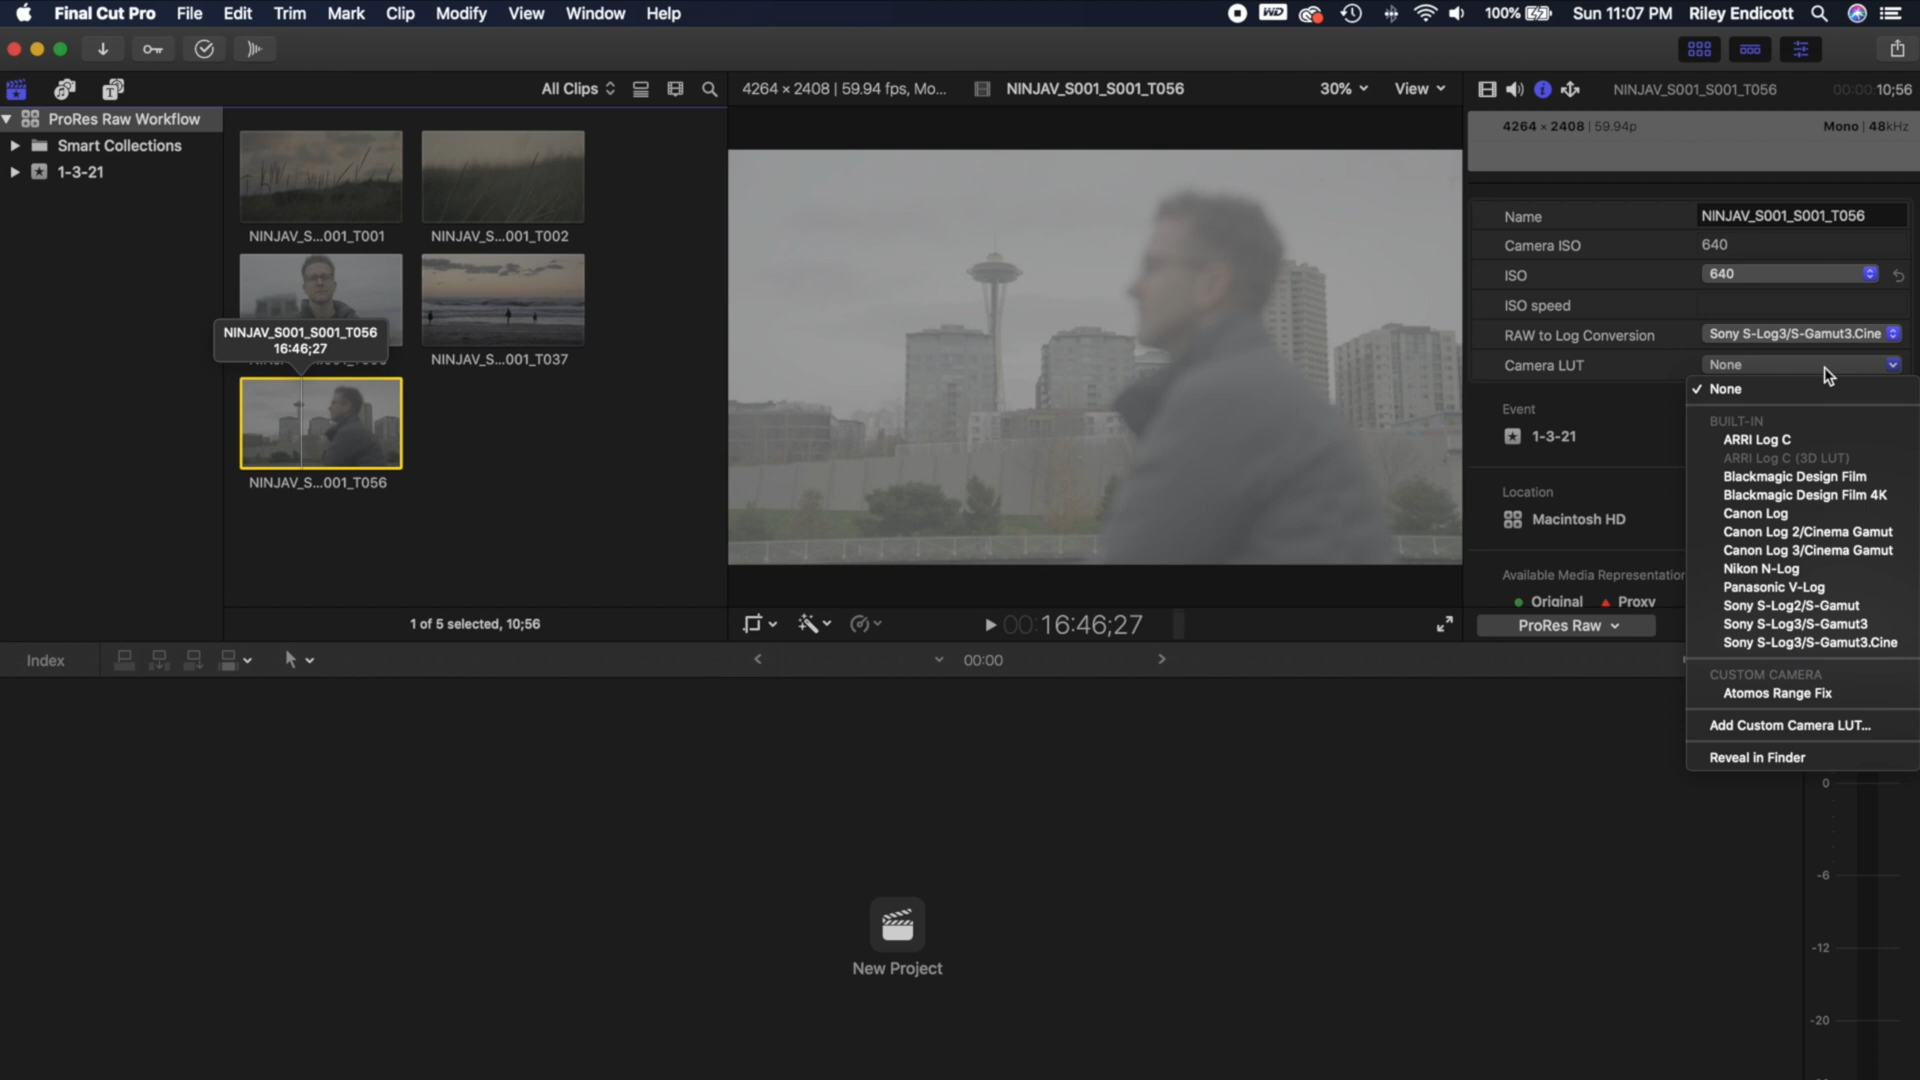 Final Cut Pro File Edit Trim Mark Clip Modify View Window Help WD 100% Sun 11:07 PM Riley Endicott
All Clips
4264 × 2408 | 59.94 fps, Mo... NINJAV_S001_S001_T056 30% View
NINJAV_S001_S001_T056 00:00:10;56
4264 × 2408 | 59.94p Mono | 48kHz
ProRes Raw Workflow
Smart Collections
1-3-21
NINJAV_S...001_T001
NINJAV_S...001_T002
NINJAV_S001_S001_T056
16:46;27
NINJAV_S...001_T037
NINJAV_S...001_T056
1 of 5 selected, 10;56
00:16:46;27
Name NINJAV_S001_S001_T056
Camera ISO 640
ISO 640
ISO speed
RAW to Log Conversion Sony S-Log3/S-Gamut3.Cine
Camera LUT None
Event
1-3-21
Location
Macintosh HD
Available Media Representation
Original Proxy
ProRes Raw
None
BUILT-IN
ARRI Log C
ARRI Log C (3D LUT)
Blackmagic Design Film
Blackmagic Design Film 4K
Canon Log
Canon Log 2/Cinema Gamut
Canon Log 3/Cinema Gamut
Nikon N-Log
Panasonic V-Log
Sony S-Log2/S-Gamut
Sony S-Log3/S-Gamut3
Sony S-Log3/S-Gamut3.Cine
CUSTOM CAMERA
Atomos Range Fix
Add Custom Camera LUT...
Reveal in Finder
Index 00:00
New Project
0
-6
-12
-20